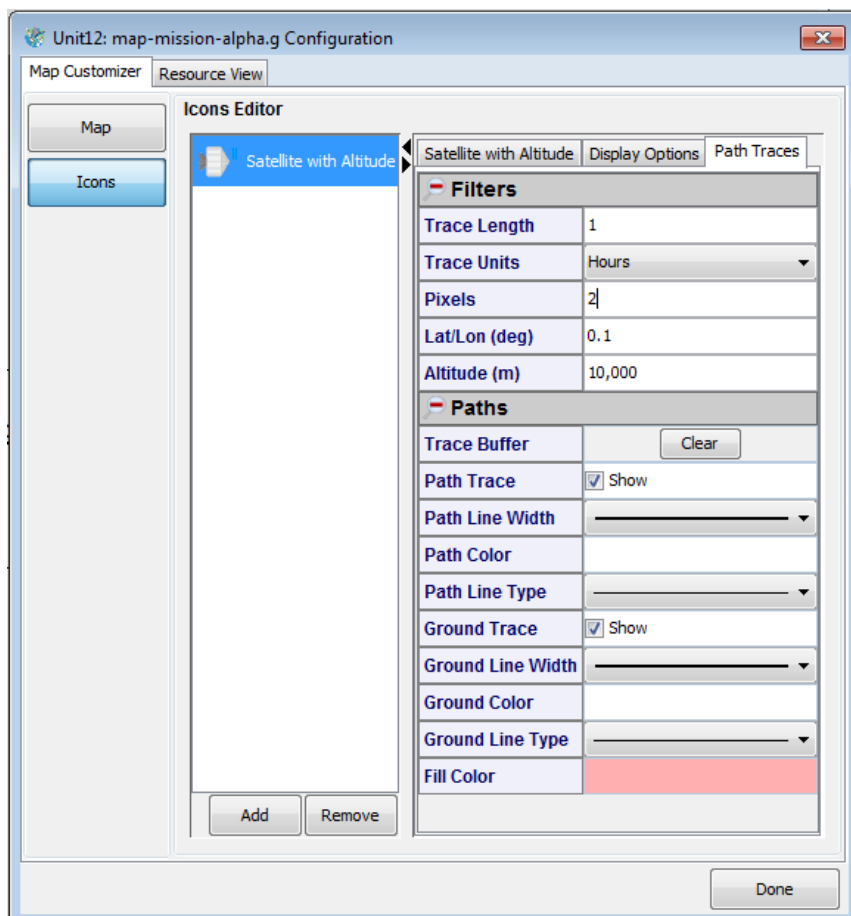 Unit12: map-mission-alpha.g Configuration
Map Customizer
Resource View
Map
Icons
Icons Editor
Satellite with Altitude
Satellite with Altitude
Display Options
Path Traces
Filters
Trace Length 1
Trace Units Hours
Pixels 2
Lat/Lon (deg) 0.1
Altitude (m) 10,000
Paths
Trace Buffer Clear
Path Trace Show
Path Line Width
Path Color
Path Line Type
Ground Trace Show
Ground Line Width
Ground Color
Ground Line Type
Fill Color
Add
Remove
Done